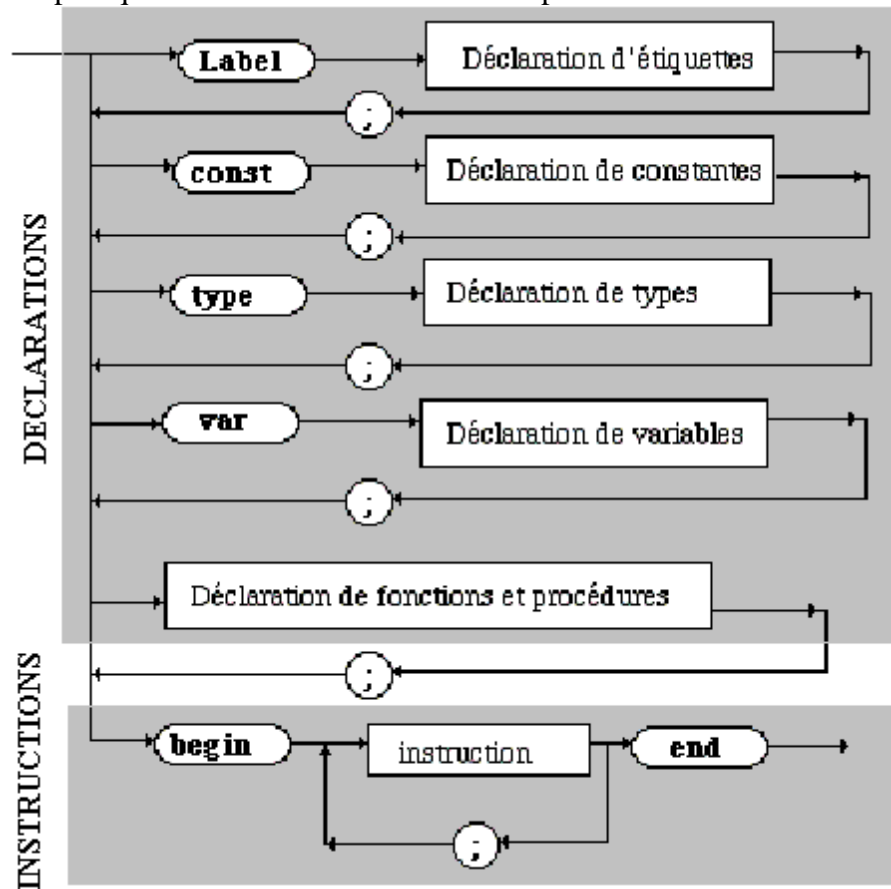 Label Déclaration d'étiquettes
;
const Déclaration de constantes
;
type Déclaration de types
;
var Déclaration de variables
;
DECLARATIONS
Déclaration de fonctions et procédures
;
begin instruction end
;
INSTRUCTIONS